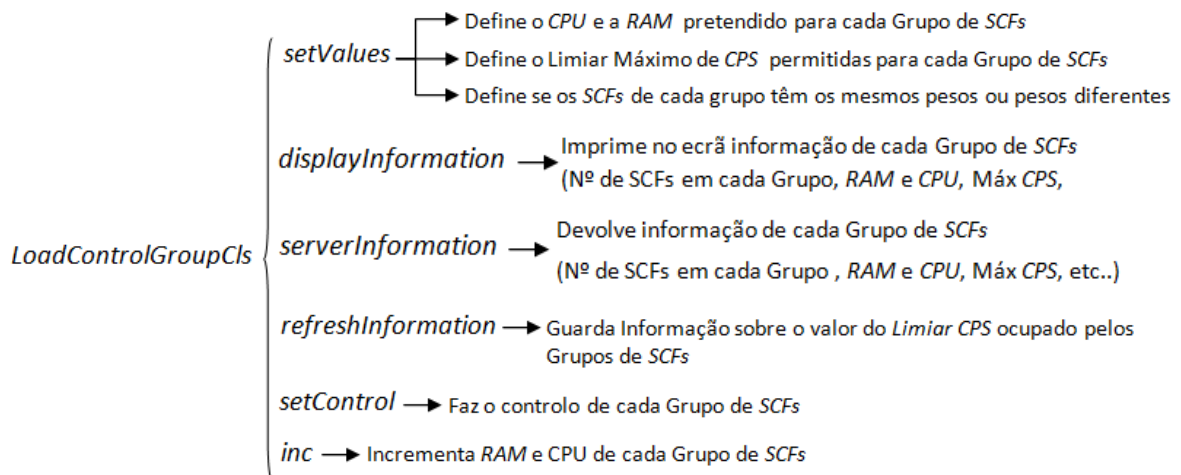 setValues
Define o CPU e a RAM pretendido para cada Grupo de SCFs
Define o Limiar Máximo de CPS permitidas para cada Grupo de SCFs
Define se os SCFs de cada grupo têm os mesmos pesos ou pesos diferentes
displayInformation
Imprime no ecrã informação de cada Grupo de SCFs
(Nº de SCFs em cada Grupo, RAM e CPU, Máx CPS,
LoadControlGroupCls
serverInformation
Devolve informação de cada Grupo de SCFs
(Nº de SCFs em cada Grupo , RAM e CPU, Máx CPS, etc..)
refreshInformation
Guarda Informação sobre o valor do Limiar CPS ocupado pelos
Grupos de SCFs
setControl
Faz o controlo de cada Grupo de SCFs
inc
Incrementa RAM e CPU de cada Grupo de SCFs